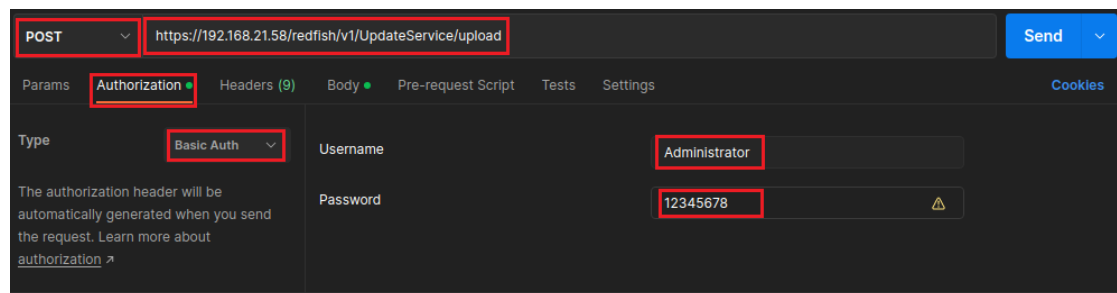 POST https://192.168.21.58/redfish/v1/UpdateService/upload Send
Params Authorization Headers (9) Body Pre-request Script Tests Settings Cookies
Type Basic Auth
The authorization header will be
automatically generated when you send
the request. Learn more about
authorization ↗
Username Administrator
Password 12345678